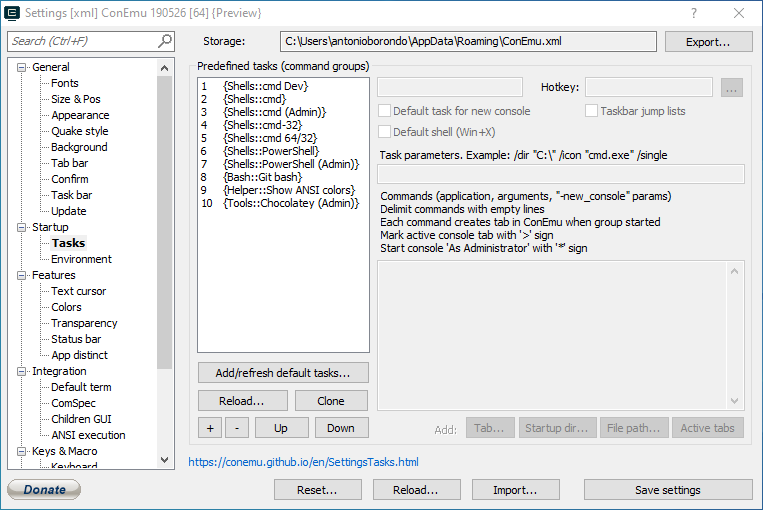 Settings [xml] ConEmu 190526 [64] {Preview}
? ×
Search (Ctrl+F)
Storage:
C:\Users\antonioborondo\AppData\Roaming\ConEmu.xml
Export...
General
Fonts
Size & Pos
Appearance
Quake style
Background
Tab bar
Confirm
Task bar
Update
Startup
Tasks
Environment
Features
Text cursor
Colors
Transparency
Status bar
App distinct
Integration
Default term
ComSpec
Children GUI
ANSI execution
Keys & Macro
Keyboard
Predefined tasks (command groups)
1 {Shells::cmd Dev}
2 {Shells::cmd}
3 {Shells::cmd (Admin)}
4 {Shells::cmd-32}
5 {Shells::cmd 64/32}
6 {Shells::PowerShell}
7 {Shells::PowerShell (Admin)}
8 {Bash::Git bash}
9 {Helper::Show ANSI colors}
10 {Tools::Chocolatey (Admin)}
Add/refresh default tasks...
Reload...
Clone
+
-
Up
Down
Hotkey:
...
Default task for new console
Taskbar jump lists
Default shell (Win+X)
Task parameters. Example: /dir "C:\" /icon "cmd.exe" /single
Commands (application, arguments, "-new_console" params)
Delimit commands with empty lines
Each command creates tab in ConEmu when group started
Mark active console tab with '>' sign
Start console 'As Administrator' with '*' sign
Add:
Tab...
Startup dir...
File path...
Active tabs
https://conemu.github.io/en/SettingsTasks.html
Donate
Reset...
Reload...
Import...
Save settings